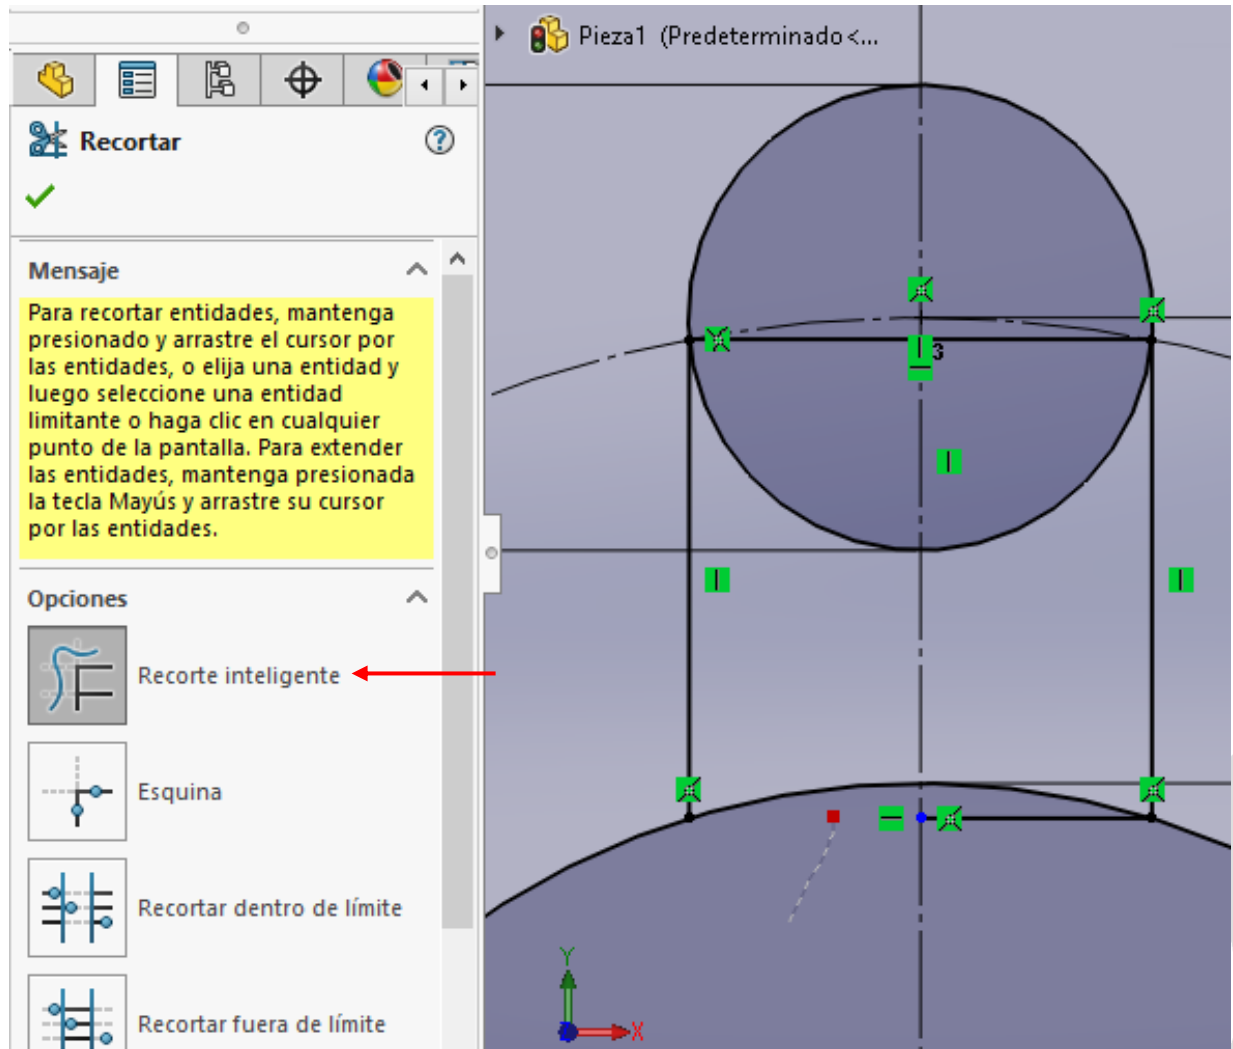 Pieza1 (Predeterminado<...
Recortar
Mensaje
Para recortar entidades, mantenga
presionado y arrastre el cursor por
las entidades, o elija una entidad y
luego seleccione una entidad
limitante o haga clic en cualquier
punto de la pantalla. Para extender
las entidades, mantenga presionada
la tecla Mayús y arrastre su cursor
por las entidades.
Opciones
Recorte inteligente
Esquina
Recortar dentro de límite
Recortar fuera de límite
3
Y
X